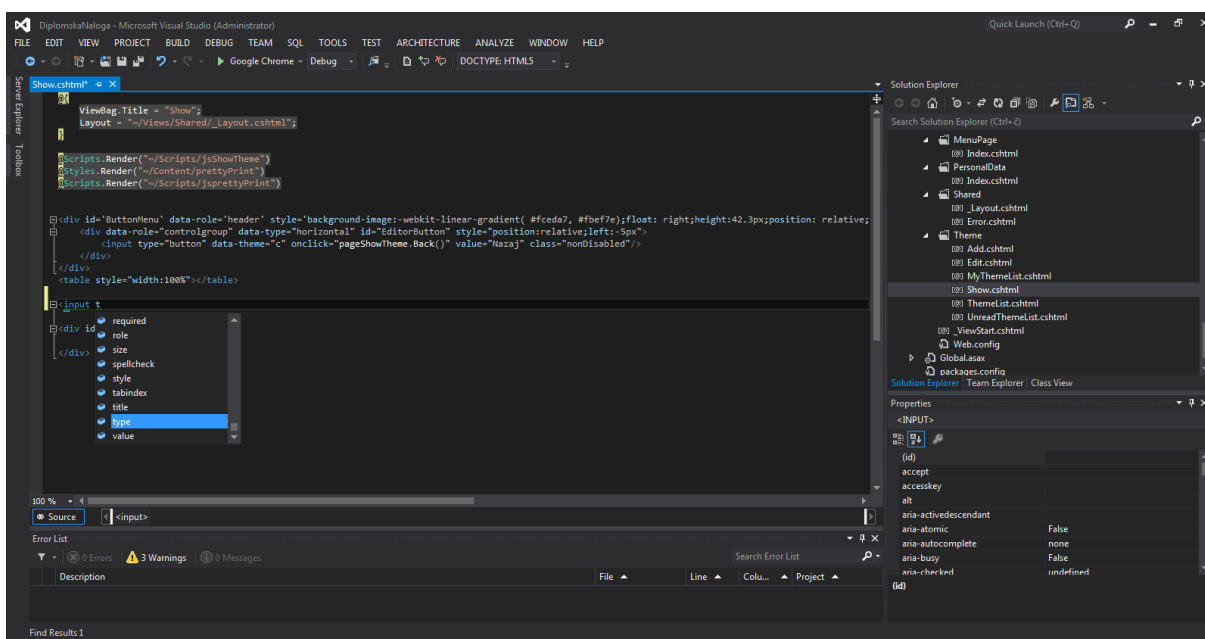 DiplomskaNaloga - Microsoft Visual Studio (Administrator)
Quick Launch (Ctrl+Q)
FILE EDIT VIEW PROJECT BUILD DEBUG TEAM SQL TOOLS TEST ARCHITECTURE ANALYZE WINDOW HELP
Google Chrome Debug DOCTYPE: HTML5
Server Explorer
Toolbox
Show.cshtml*
@{
ViewBag.Title = "Show";
Layout = "~/Views/Shared/_Layout.cshtml";
}
@Scripts.Render("~/Scripts/jsShowTheme")
@Styles.Render("~/Content/prettyPrint")
@Scripts.Render("~/Scripts/jsprettyPrint")
<div id='ButtonMenu' data-role='header' style='background-image:-webkit-linear-gradient( #fceda7, #fbef7e);float: right;height:42.3px;position: relative;
<div data-role="controlgroup" data-type="horizontal" id="EditorButton" style="position:relative;left:-5px">
<input type="button" data-theme="c" onclick="pageShowTheme.Back()" value="Nazaj" class="nonDisabled"/>
</div>
</div>
<table style="width:100%"></table>
<input t
<div id
</div>
required
role
size
spellcheck
style
tabindex
title
type
value
100 %
Source
<input>
Error List
0 Errors 3 Warnings 0 Messages
Search Error List
Description File Line Colu... Project
Find Results 1
Solution Explorer
Search Solution Explorer (Ctrl+č)
MenuPage
Index.cshtml
PersonalData
Index.cshtml
Shared
_Layout.cshtml
Error.cshtml
Theme
Add.cshtml
Edit.cshtml
MyThemeList.cshtml
Show.cshtml
ThemeList.cshtml
UnreadThemeList.cshtml
_ViewStart.cshtml
Web.config
Global.asax
packages.config
Solution Explorer Team Explorer Class View
Properties
<INPUT>
(id)
accept
accesskey
alt
aria-activedescendant
aria-atomic False
aria-autocomplete none
aria-busy False
aria-checked undefined
(id)